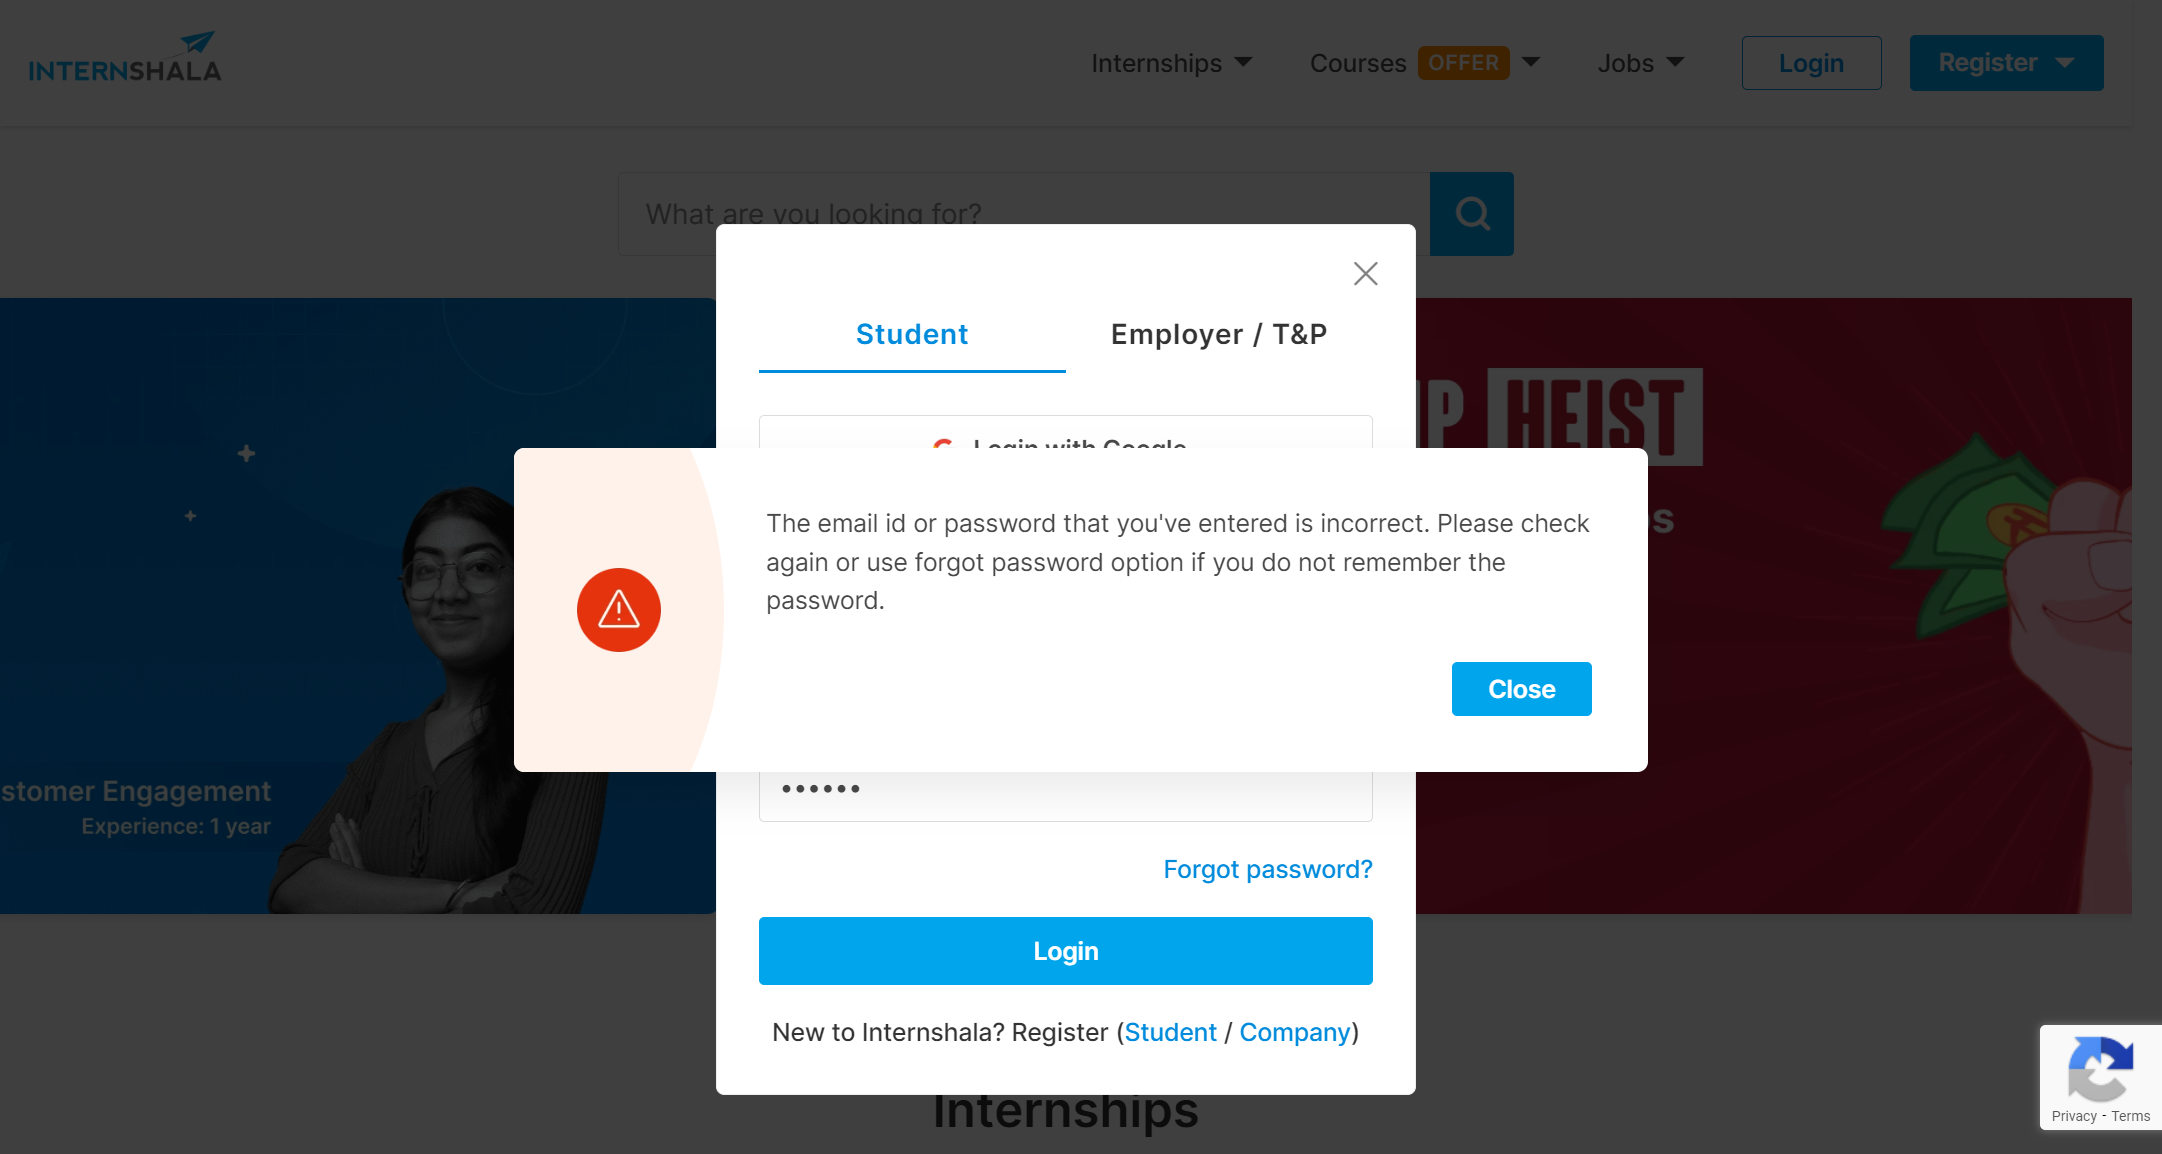 INTERNSHALA
Internships
Courses OFFER
Jobs
Login
Register
What are you looking for?
Student
Employer / T&P
Login with Google
HEIST
The email id or password that you've entered is incorrect. Please check
again or use forgot password option if you do not remember the
password.
Close
stomer Engagement
Experience: 1 year
Forgot password?
Login
New to Internshala? Register (Student / Company)
Internships
Privacy - Terms